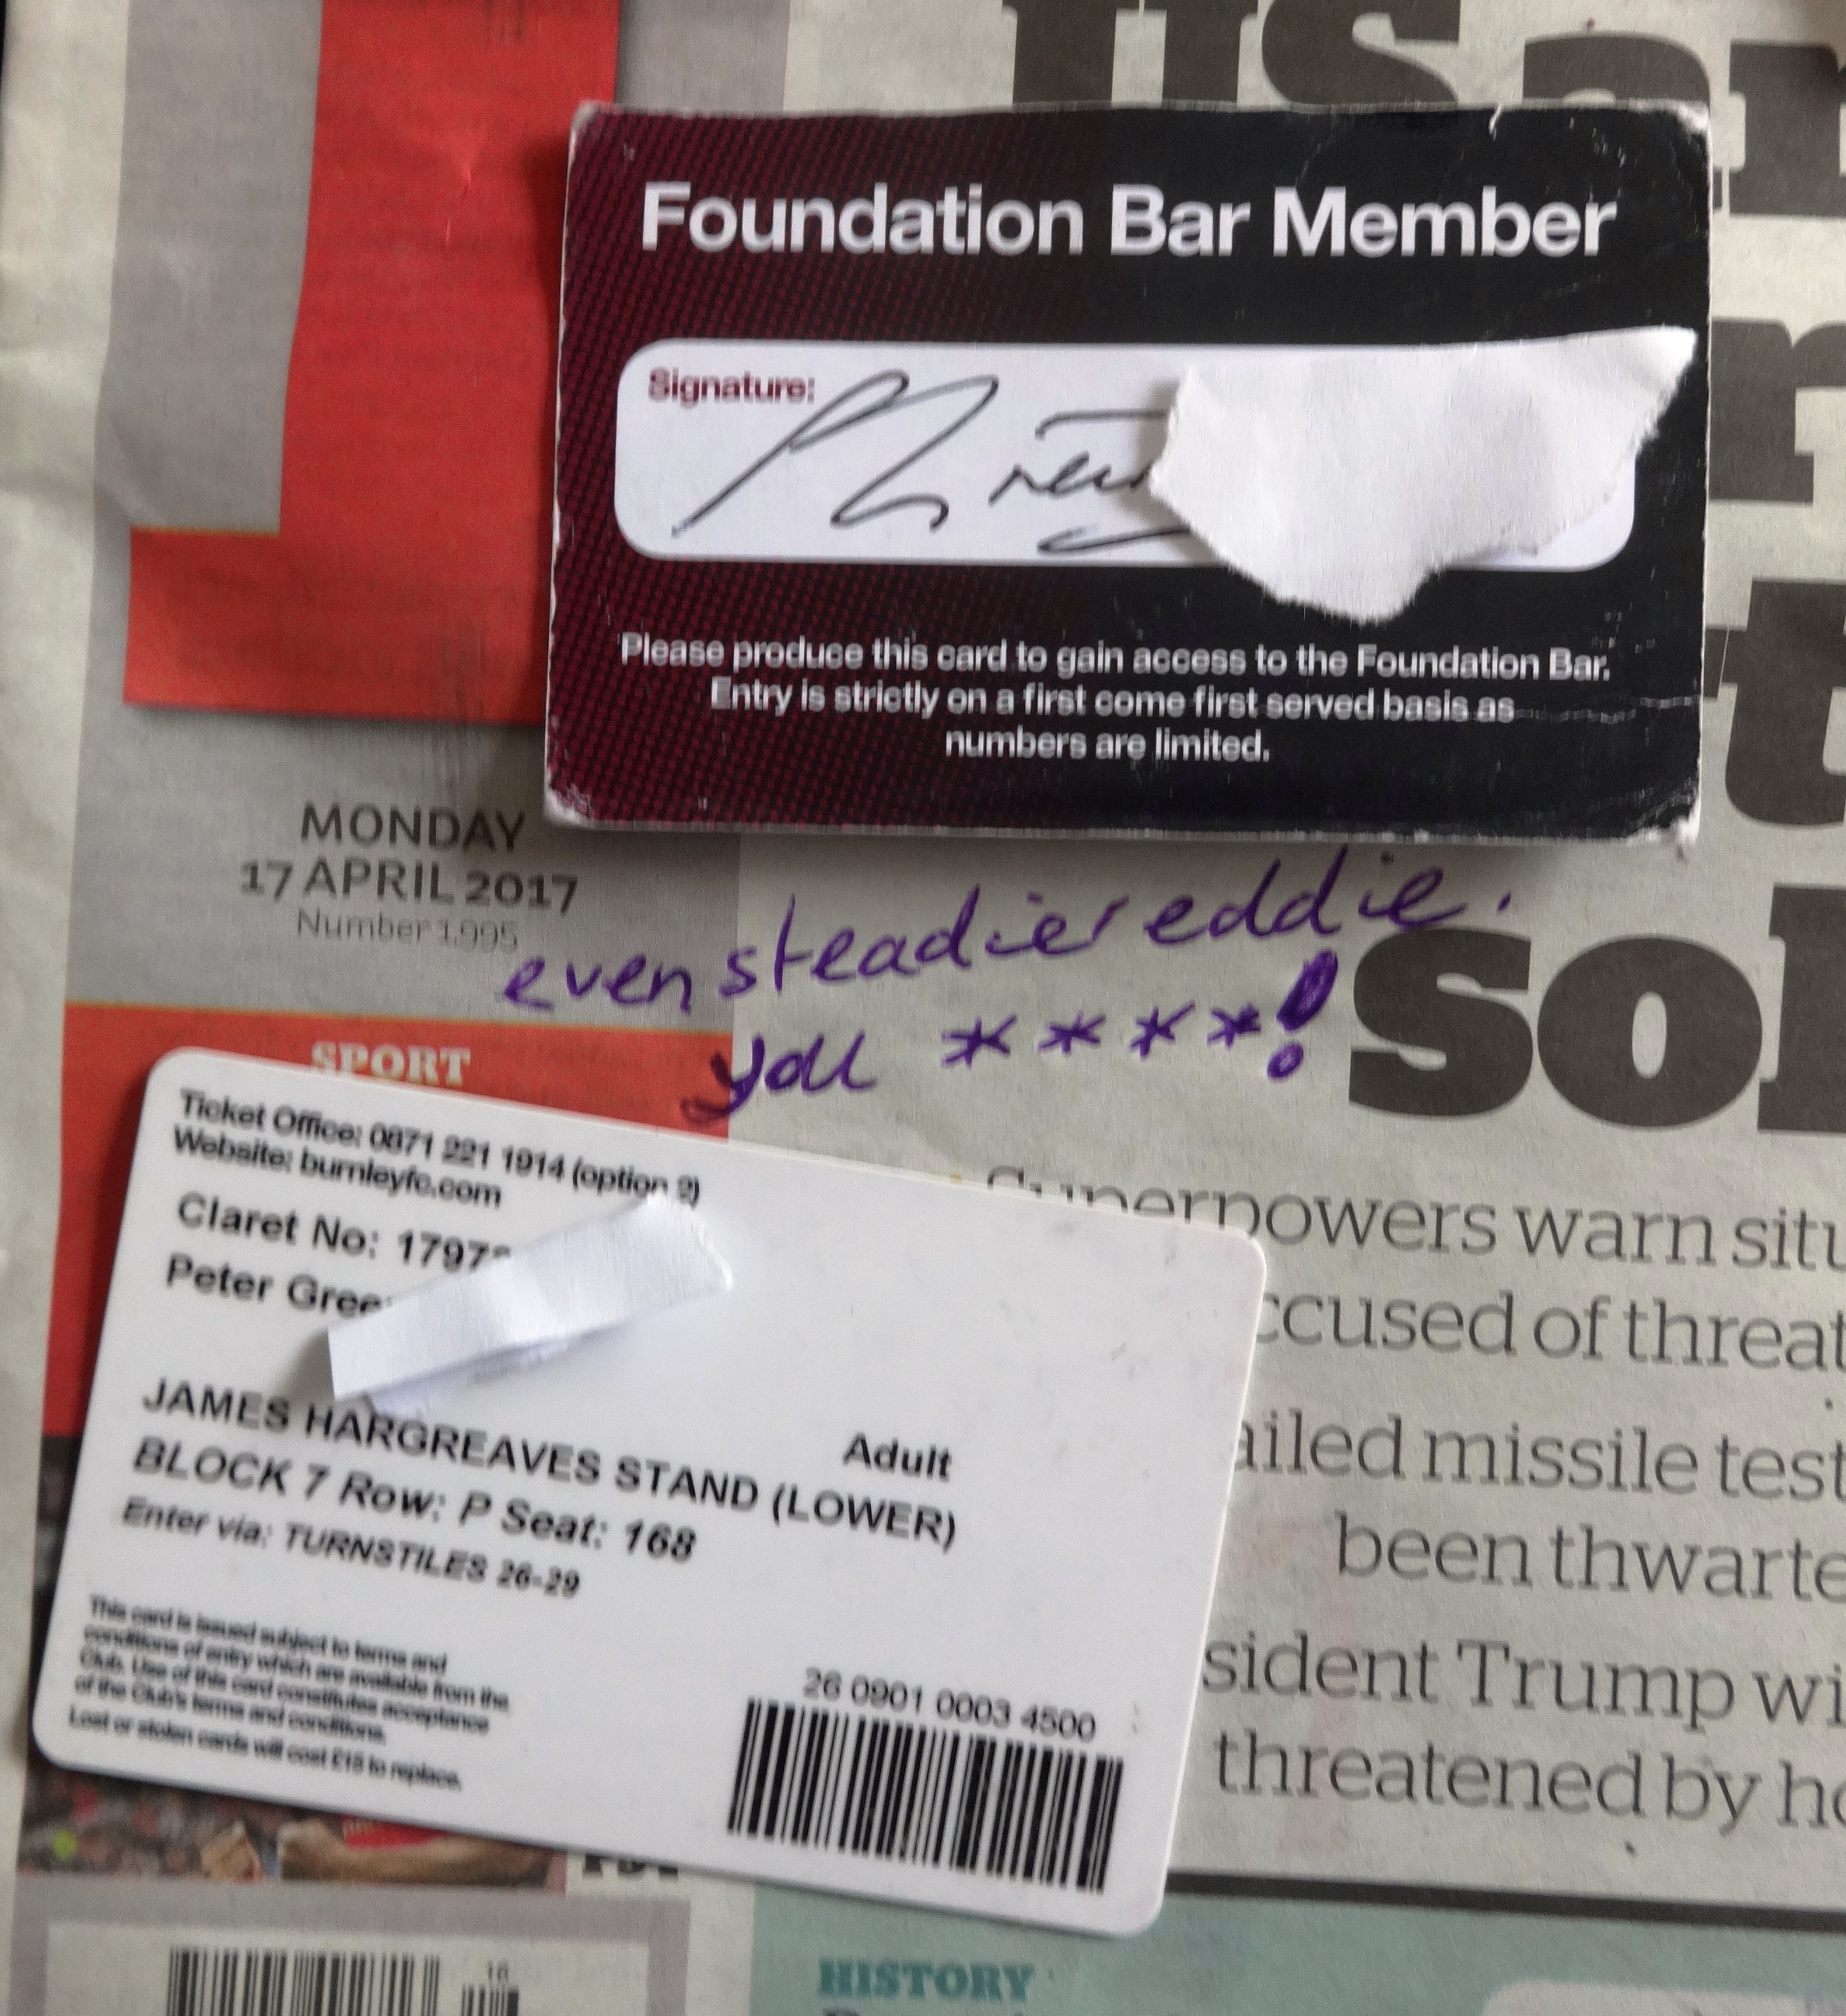 Foundation Bar Member
Signature:
Please produce this card to gain access to the Foundation Bar.
Entry is strictly on a first come first served basis as
numbers are limited.
MONDAY
17 APRIL 2017
Number 1995
even steadier eddie.
you ****!
SPORT
Ticket Office: 0871 221 1914 (option 2)
Website: burnleyfc.com
Claret No: 1797
Peter Gree
JAMES HARGREAVES STAND (LOWER)
Adult
BLOCK 7 Row: P Seat: 168
Enter via: TURNSTILES 26-29
This card is issued subject to terms and
conditions of entry which are available from the
Club. Use of this card constitutes acceptance
of the Club's terms and conditions.
Lost or stolen cards will cost £15 to replace.
26 0901 0003 4500
Superpowers warn situ
ccused of threat
ailed missile test
been thwarte
sident Trump wi
threatened by ho
HISTORY